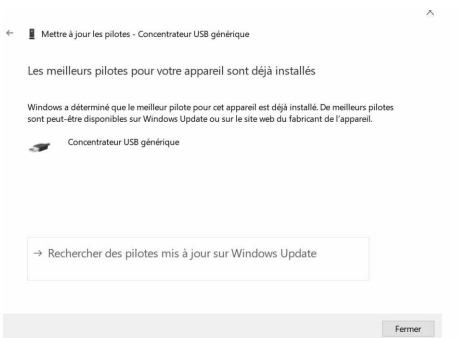 Mettre à jour les pilotes - Concentrateur USB générique
Les meilleurs pilotes pour votre appareil sont déjà installés
Windows a déterminé que le meilleur pilote pour cet appareil est déjà installé. De meilleurs pilotes
sont peut-être disponibles sur Windows Update ou sur le site web du fabricant de l'appareil.
Concentrateur USB générique
→ Rechercher des pilotes mis à jour sur Windows Update
Fermer